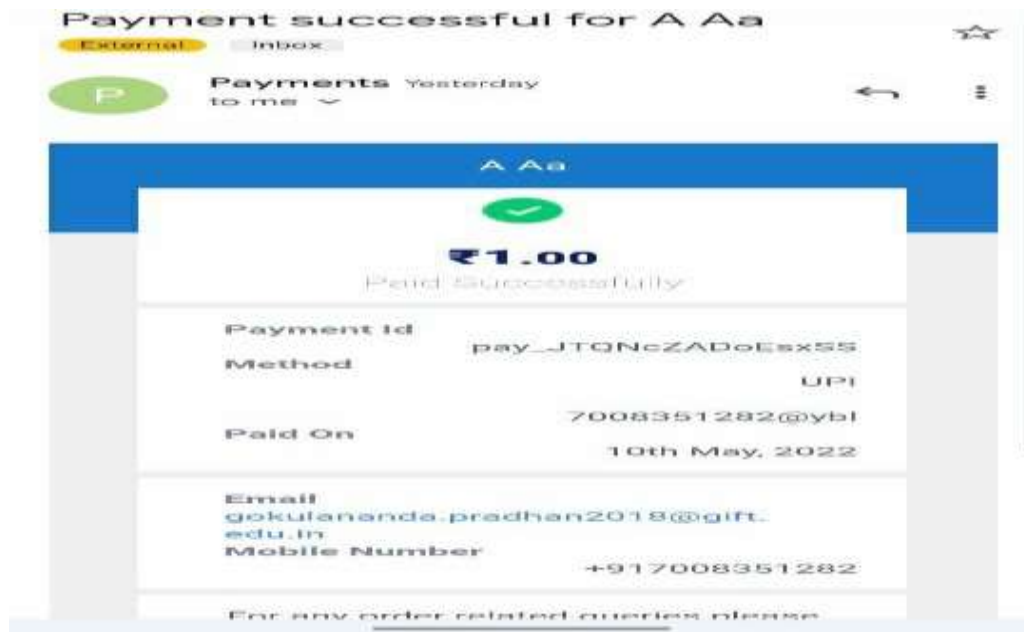 Payment successful for A Aa
External Inbox
P
Payments Yesterday
to me
A Aa
₹1.00
Paid Successfully
Payment Id
pay_JTQNcZADoEsxSS
Method
UPI
7008351282@ybl
Paid On
10th May, 2022
Email
gokulananda.pradhan2018@gift.
edu.in
Mobile Number
+917008351282
For any order related queries please